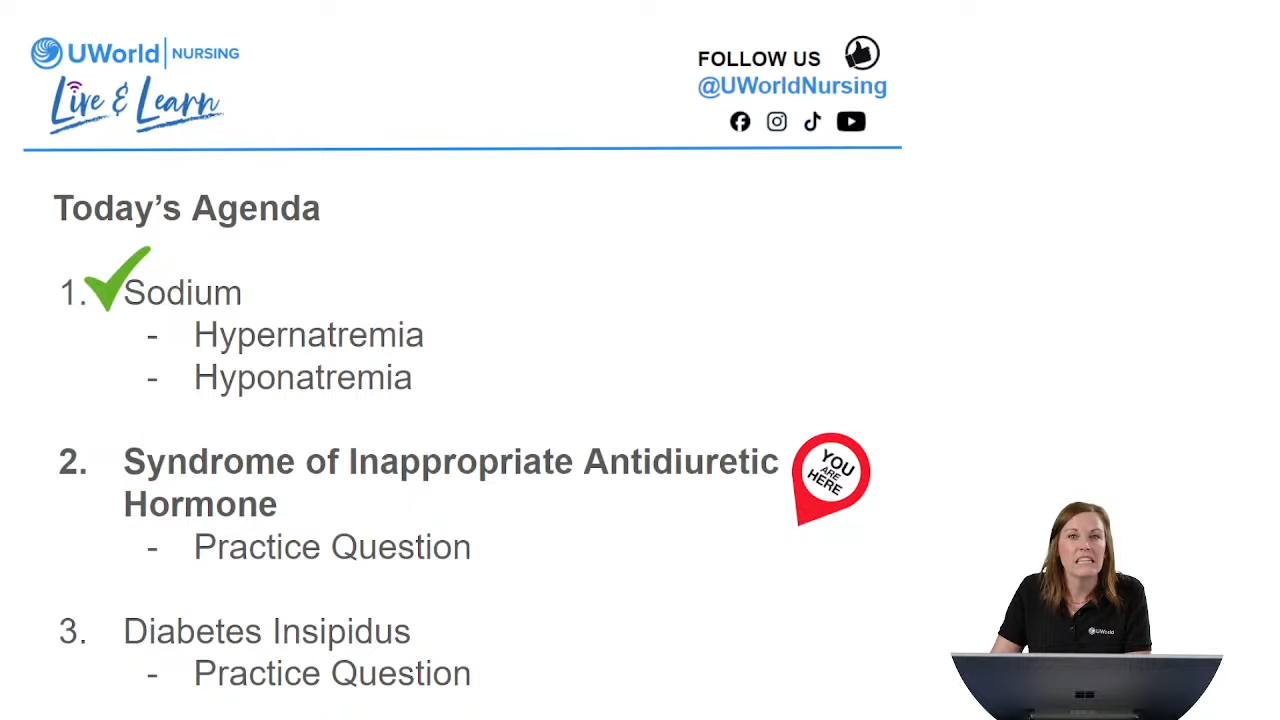 UWorld | NURSING
Live & Learn
FOLLOW US
@UWorldNursing
Today's Agenda
1. Sodium
- Hypernatremia
- Hyponatremia
2. Syndrome of Inappropriate Antidiuretic
Hormone
YOU
ARE
HERE
- Practice Question
3. Diabetes Insipidus
- Practice Question
UWorld